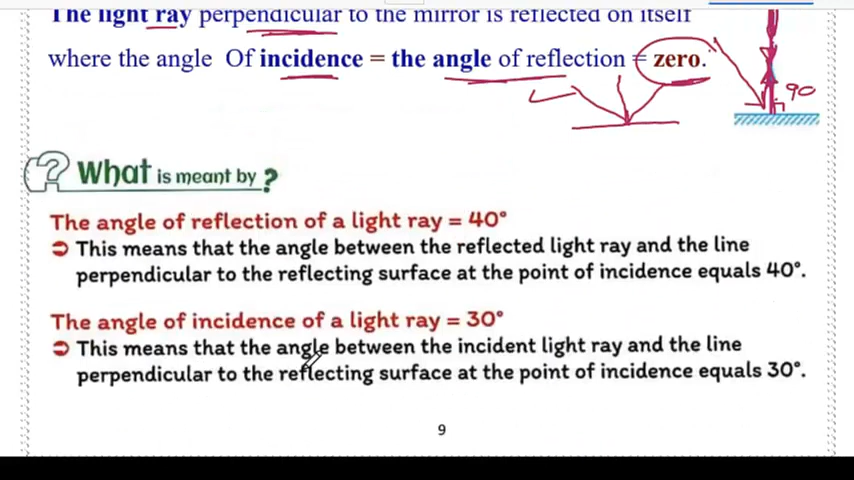 The light ray perpendicular to the mirror is reflected on itself
where the angle Of incidence = the angle of reflection = zero.
90
What is meant by ?
The angle of reflection of a light ray = 40°
This means that the angle between the reflected light ray and the line
perpendicular to the reflecting surface at the point of incidence equals 40°.
The angle of incidence of a light ray = 30°
This means that the angle between the incident light ray and the line
perpendicular to the reflecting surface at the point of incidence equals 30°.
9